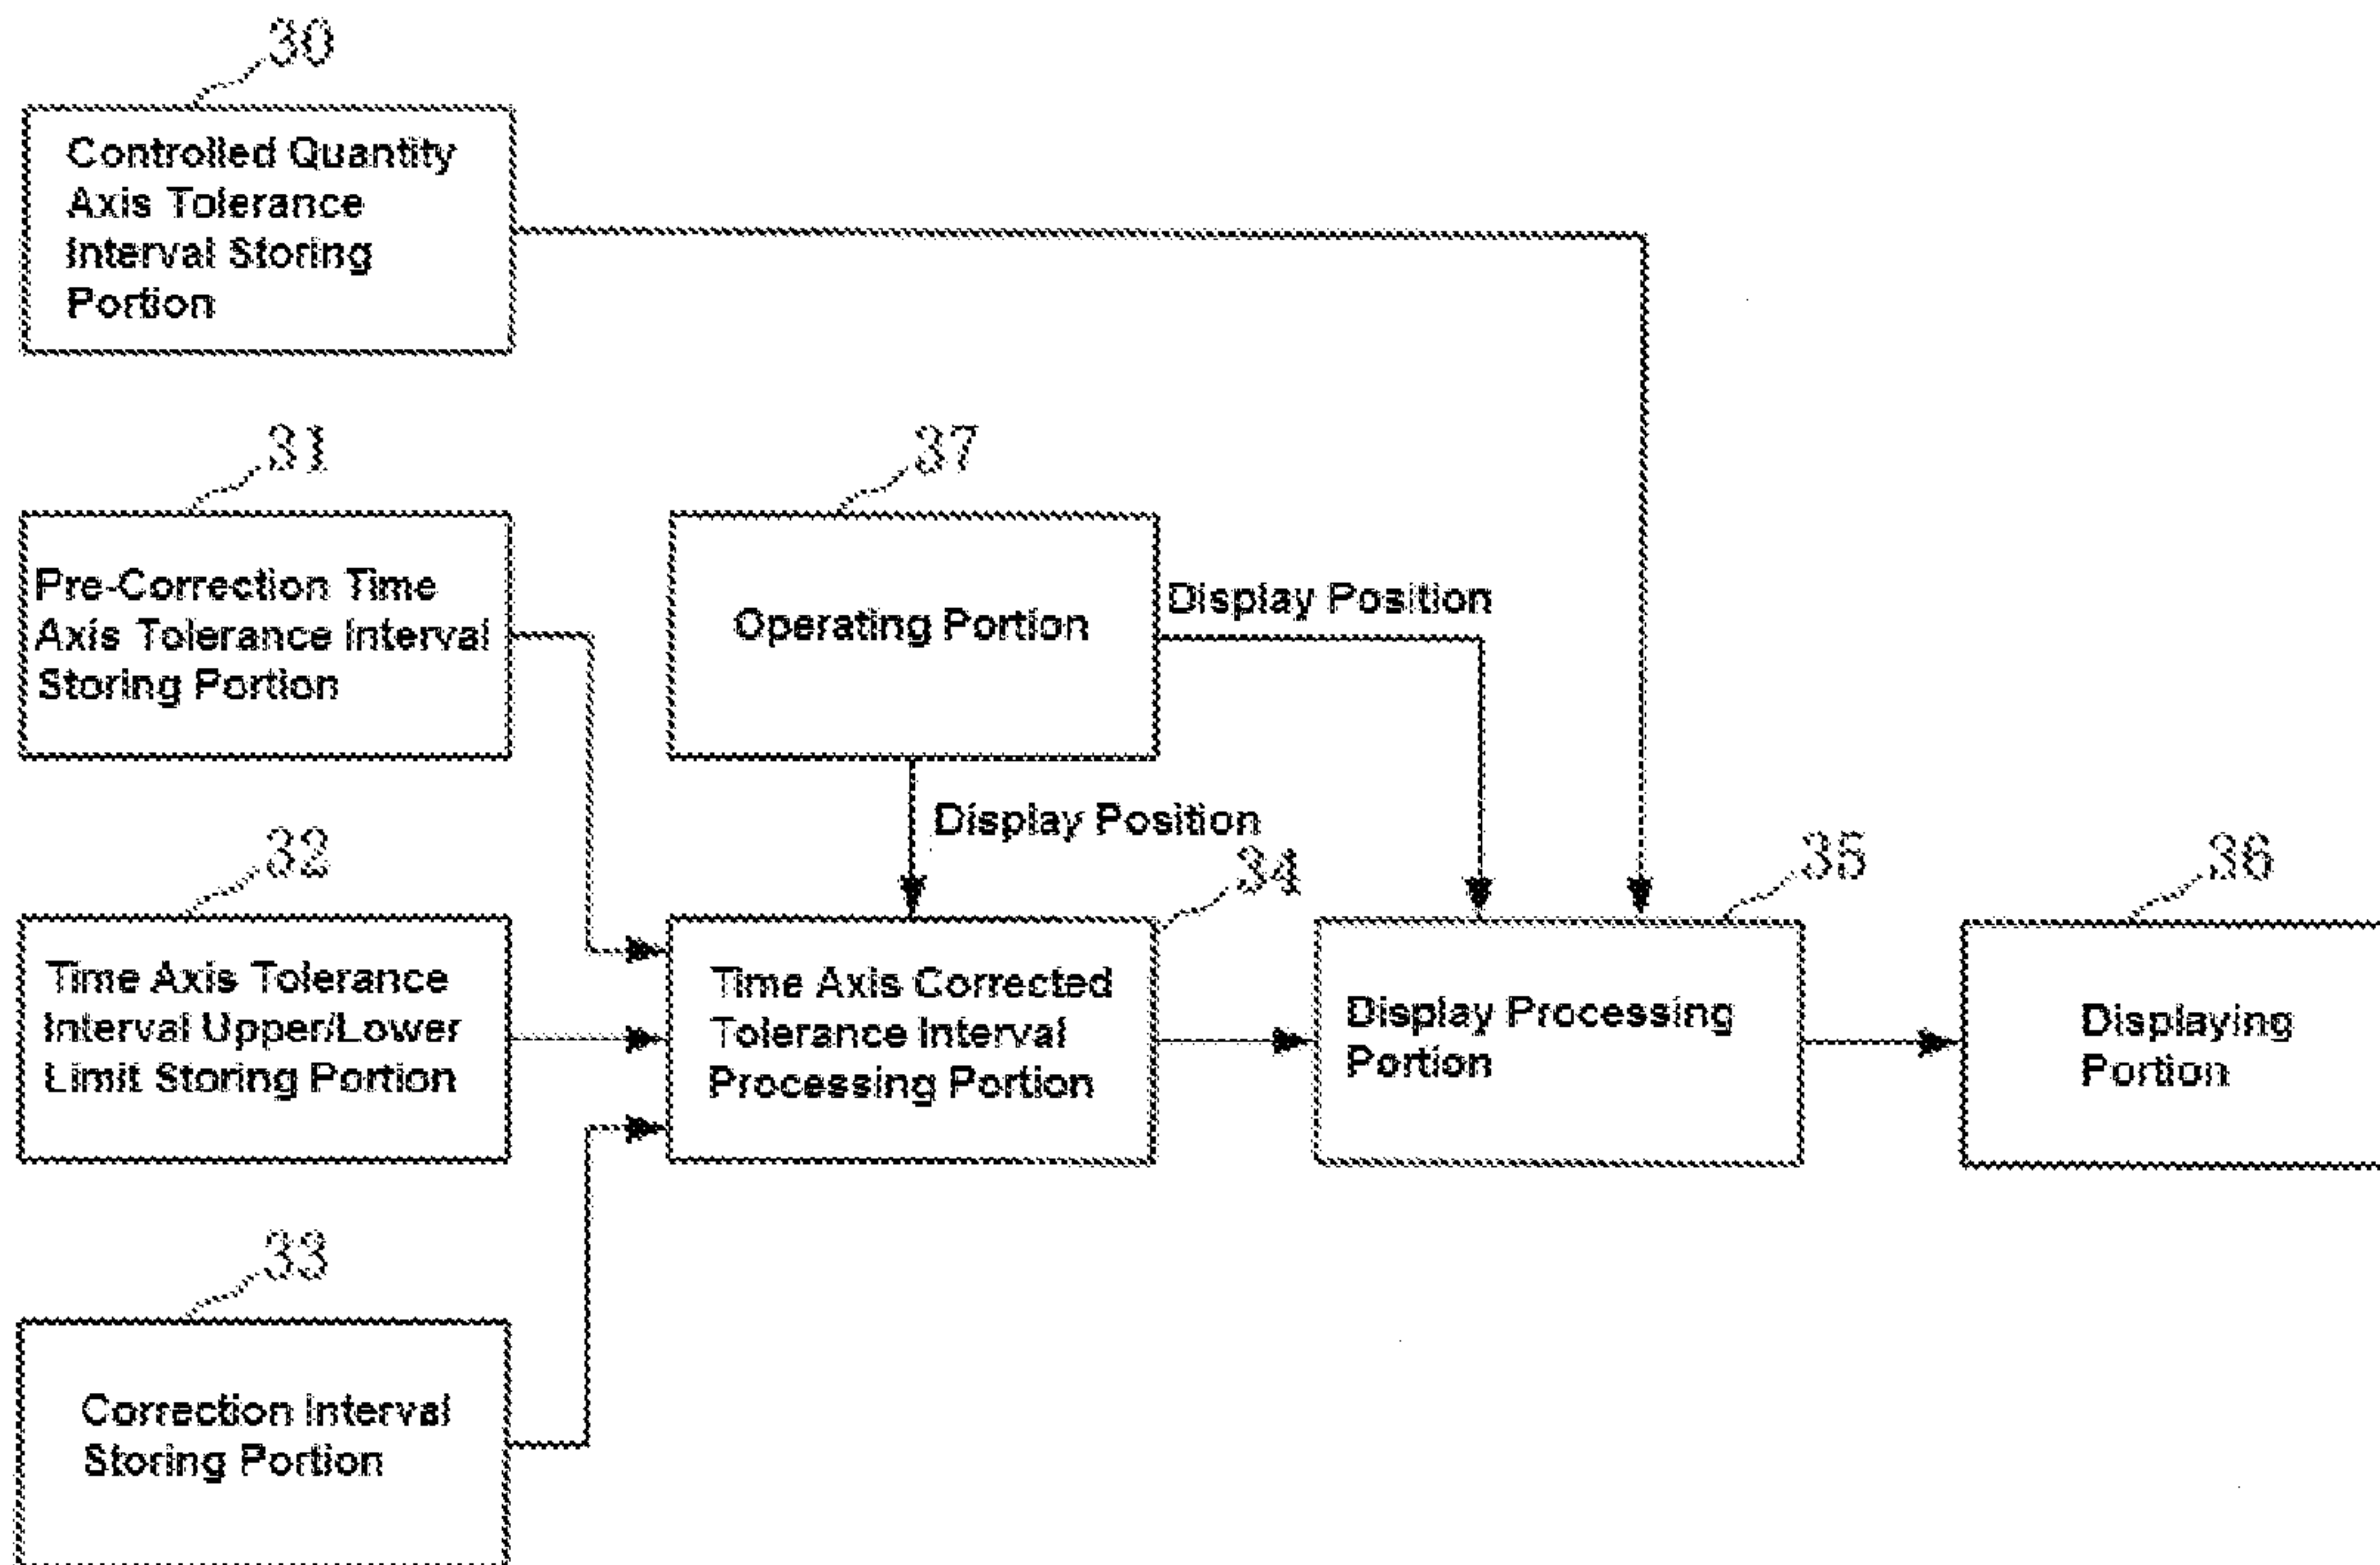 30
Controlled Quantity
Axis Tolerance
Interval Storing
Portion
31
Pre-Correction Time
Axis Tolerance Interval
Storing Portion
37
Operating Portion
Display Position
Display Position
32
Time Axis Tolerance
Interval Upper/Lower
Limit Storing Portion
34
Time Axis Corrected
Tolerance Interval
Processing Portion
35
Display Processing
Portion
36
Displaying
Portion
33
Correction Interval
Storing Portion